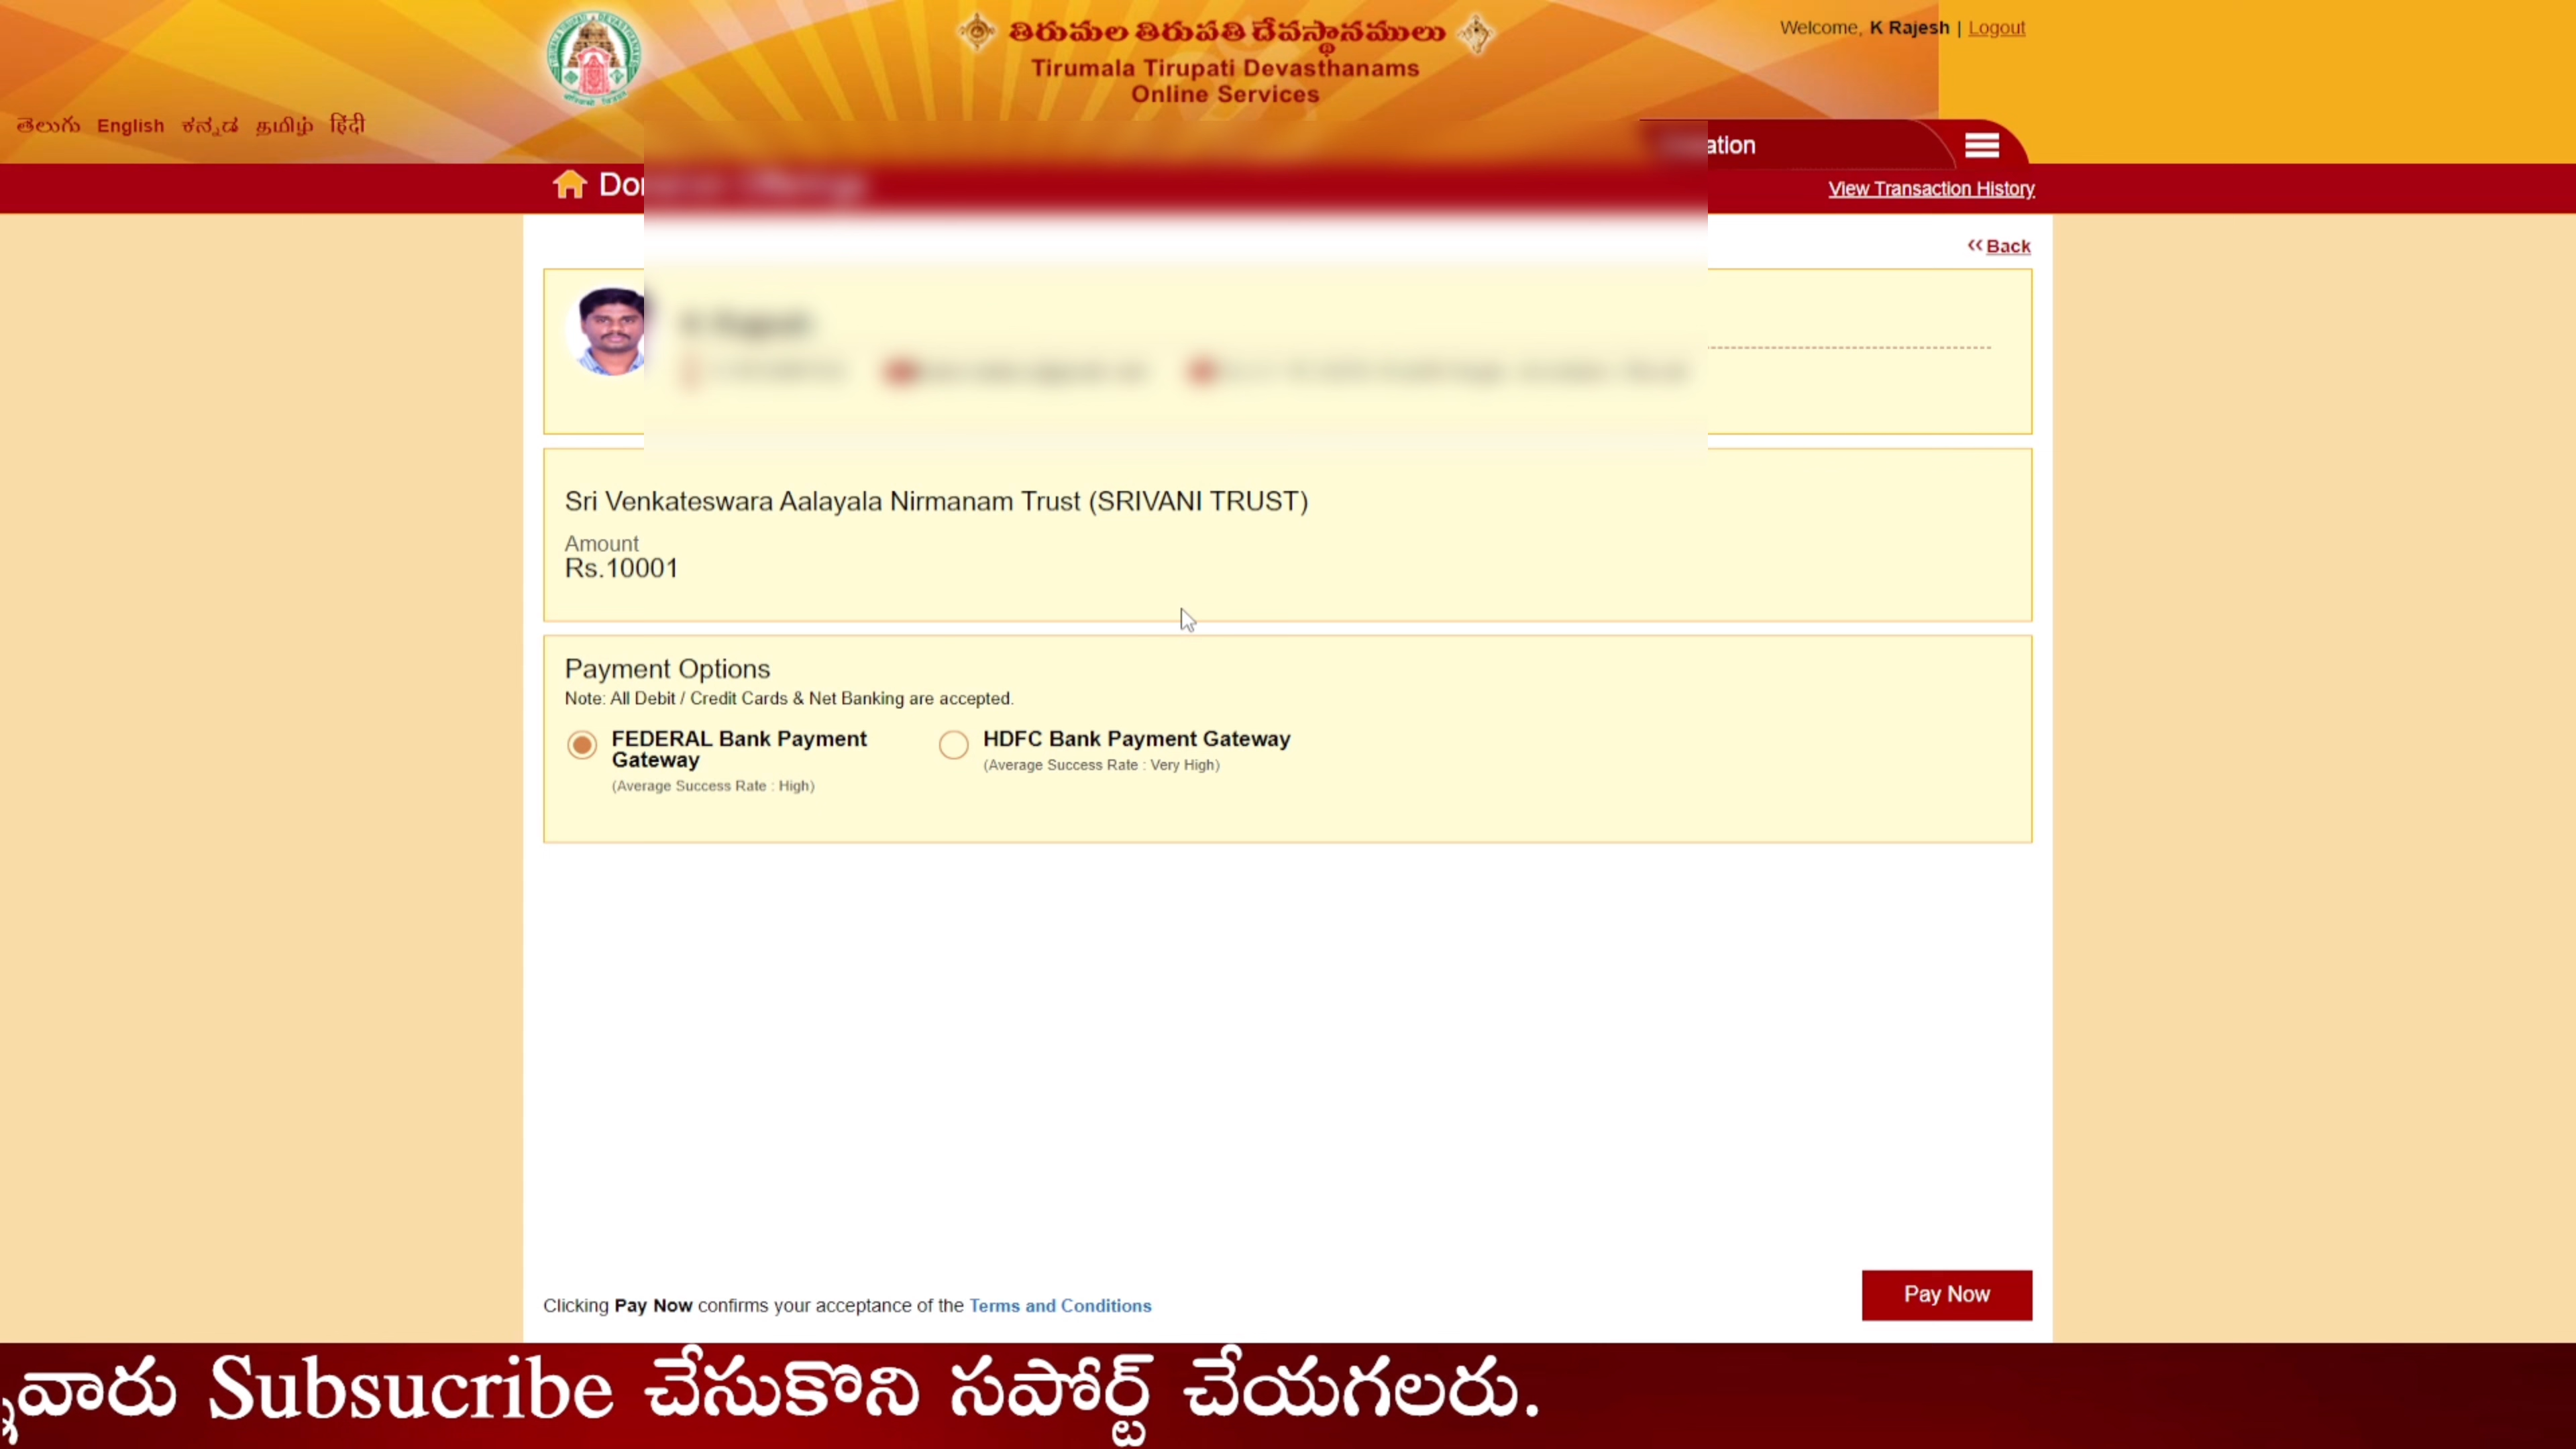 తిరుమల తిరుపతి దేవస్థానములు
Tirumala Tirupati Devasthanams
Online Services
Welcome, K Rajesh | Logout
తెలుగు English ಕನ್ನಡ தமிழ் हिंदी
ation
Don
View Transaction History
<< Back
Sri Venkateswara Aalayala Nirmanam Trust (SRIVANI TRUST)
Amount
Rs.10001
Payment Options
Note: All Debit / Credit Cards & Net Banking are accepted.
FEDERAL Bank Payment Gateway
(Average Success Rate : High)
HDFC Bank Payment Gateway
(Average Success Rate : Very High)
Clicking Pay Now confirms your acceptance of the Terms and Conditions
Pay Now
వారు Subsucribe చేసుకొని సపోర్ట్ చేయగలరు.